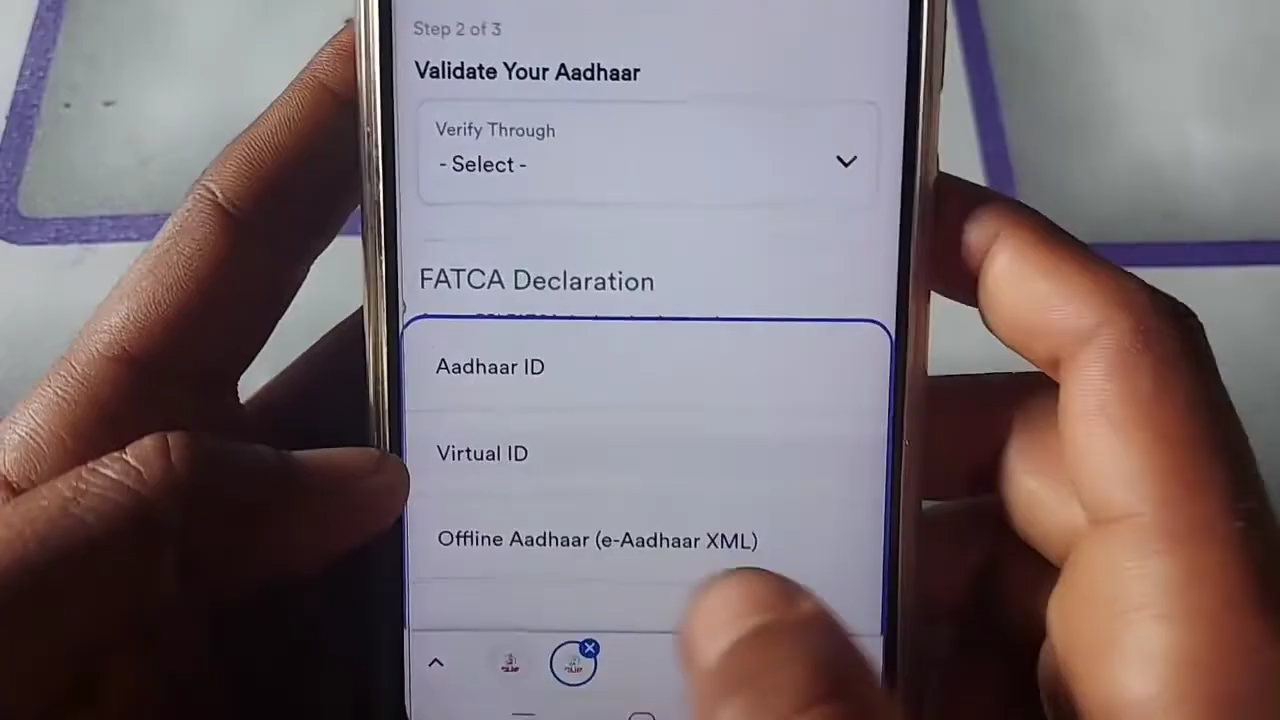 Step 2 of 3
Validate Your Aadhaar
Verify Through
- Select -
FATCA Declaration
Aadhaar ID
Virtual ID
Offline Aadhaar (e-Aadhaar XML)